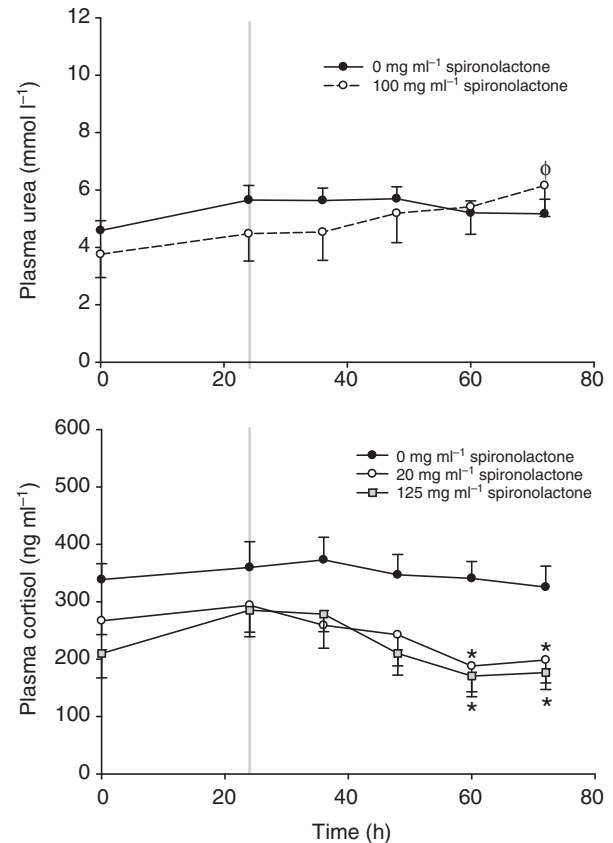 12
10
8
6
4
2
0
Plasma urea (mmol l⁻¹)
0 mg ml⁻¹ spironolactone
100 mg ml⁻¹ spironolactone
ϕ
0 20 40 60 80
600
500
400
300
200
100
0
Plasma cortisol (ng ml⁻¹)
0 mg ml⁻¹ spironolactone
20 mg ml⁻¹ spironolactone
125 mg ml⁻¹ spironolactone
* *
* *
0 20 40 60 80
Time (h)